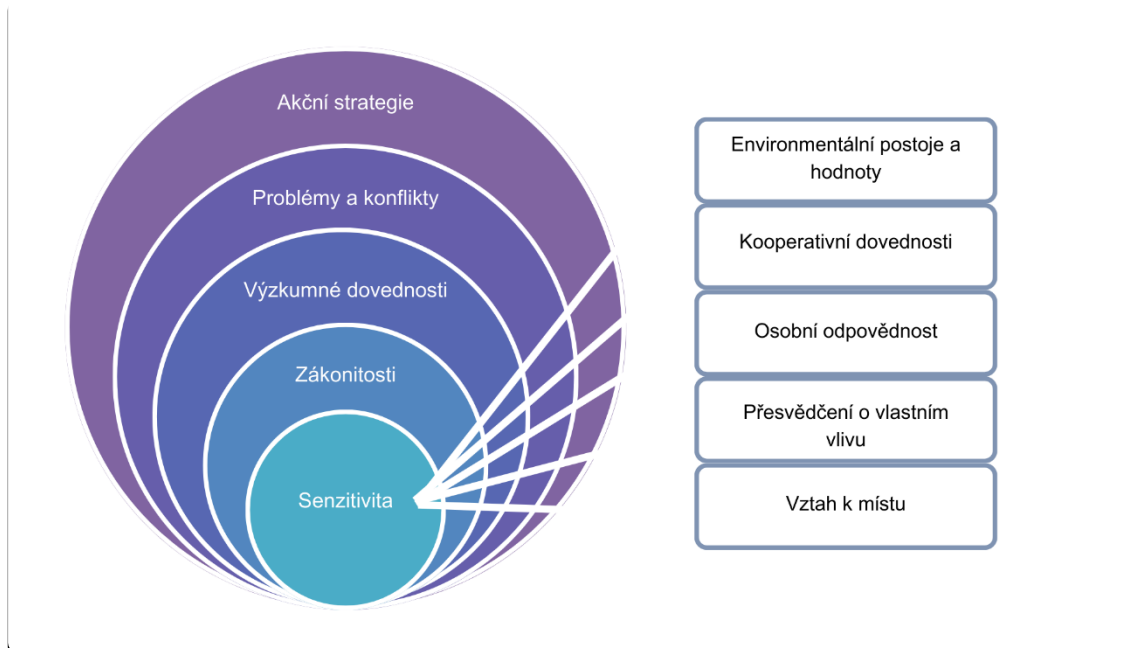 Akční strategie
Problémy a konflikty
Výzkumné dovednosti
Zákonitosti
Senzitivita
Environmentální postoje a
hodnoty
Kooperativní dovednosti
Osobní odpovědnost
Přesvědčení o vlastním
vlivu
Vztah k místu